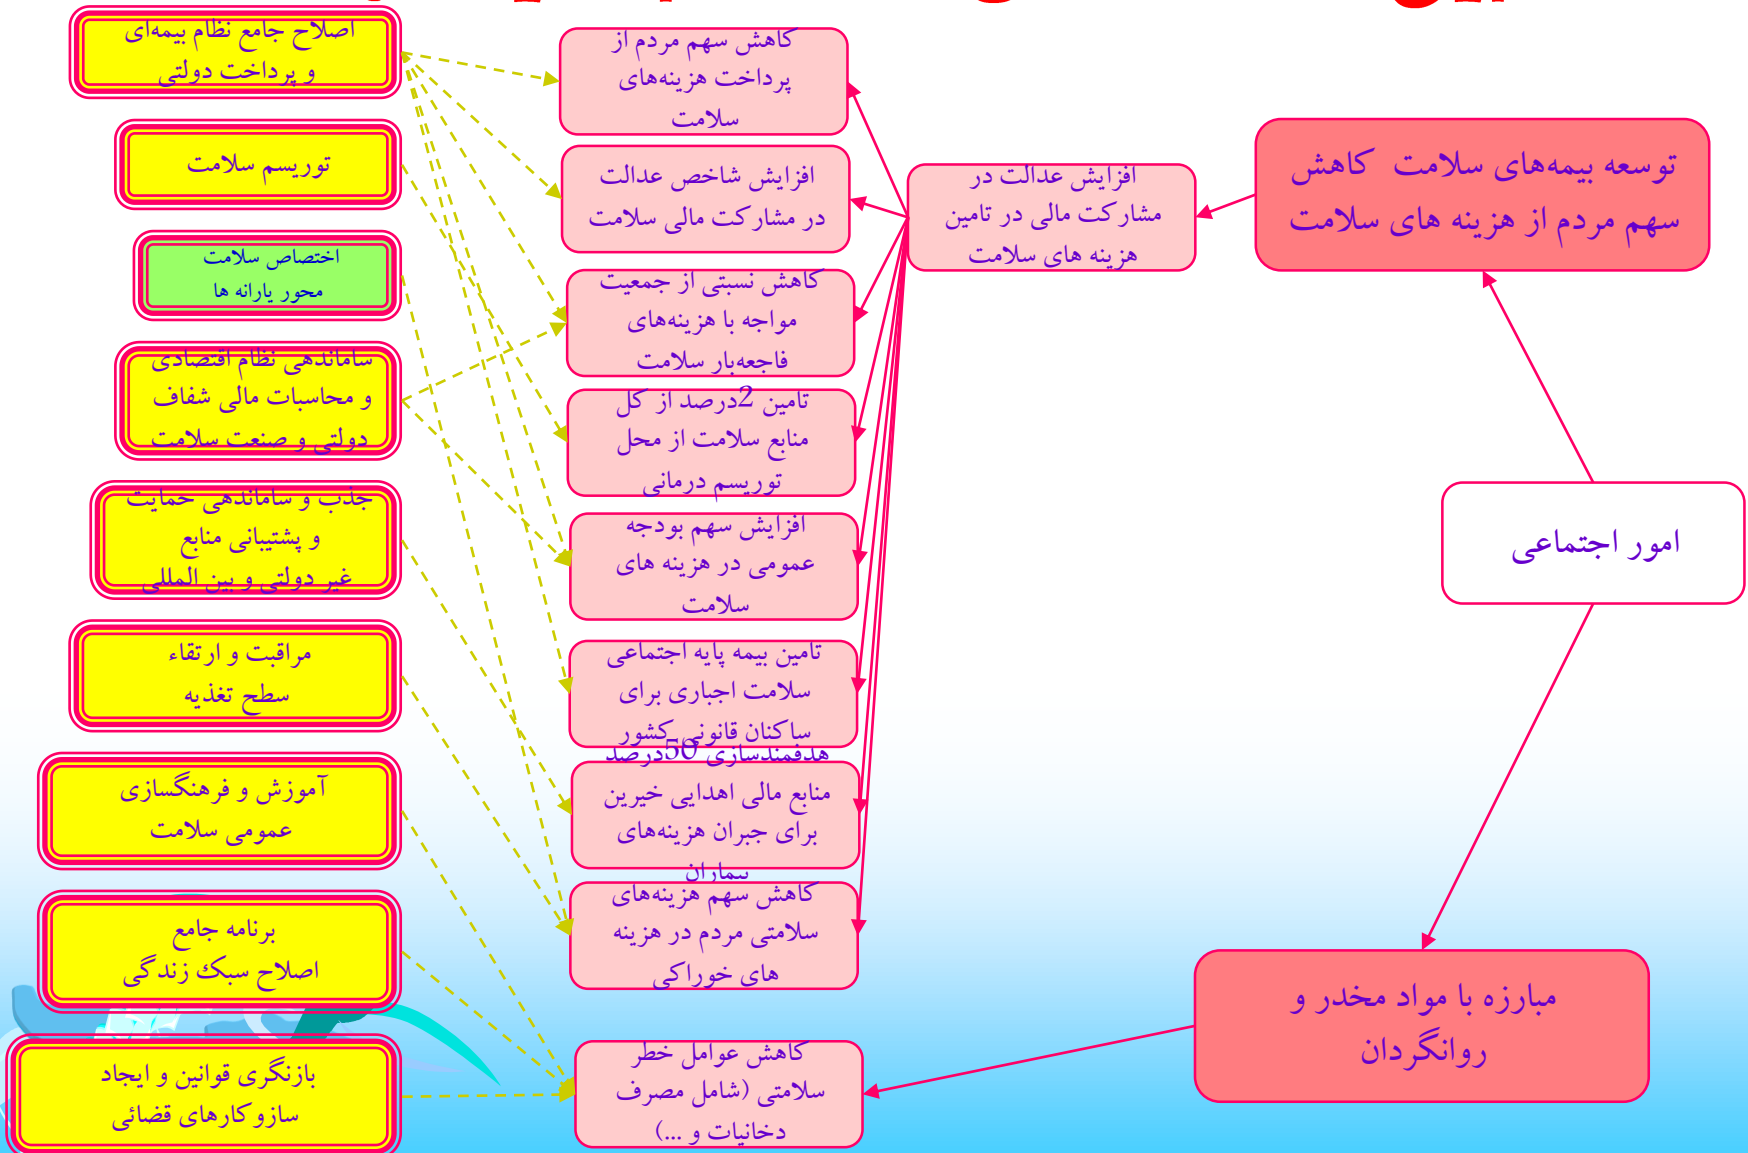 توسعه بیمه‌های سلامت کاهش
سهم مردم از هزینه های سلامت
امور اجتماعی
مبارزه با مواد مخدر و
روانگردان
افزایش عدالت در
مشارکت مالی در تامین
هزینه های سلامت
کاهش سهم مردم از
پرداخت هزینه‌های
سلامت
افزایش شاخص عدالت
در مشارکت مالی سلامت
کاهش نسبتی از جمعیت
مواجه با هزینه‌های
فاجعه‌بار سلامت
تامین 2درصد از کل
منابع سلامت از محل
توریسم درمانی
افزایش سهم بودجه
عمومی در هزینه های
سلامت
تامین بیمه پایه اجتماعی
سلامت اجباری برای
ساکنان قانونی کشور
هدفمندسازی 50درصد
منابع مالی اهدایی خیرین
برای جبران هزینه‌های
بیماران
کاهش سهم هزینه‌های
سلامتی مردم در هزینه
های خوراکی
کاهش عوامل خطر
سلامتی (شامل مصرف
دخانیات و ...)
اصلاح جامع نظام بیمه‌ای
و پرداخت دولتی
توریسم سلامت
اختصاص سلامت
محور یارانه ها
ساماندهی نظام اقتصادی
و محاسبات مالی شفاف
دولتی و صنعت سلامت
جذب و ساماندهی حمایت
و پشتیبانی منابع
غیر دولتی و بین المللی
مراقبت و ارتقاء
سطح تغذیه
آموزش و فرهنگسازی
عمومی سلامت
برنامه جامع
اصلاح سبک زندگی
بازنگری قوانین و ایجاد
سازوکارهای قضائی